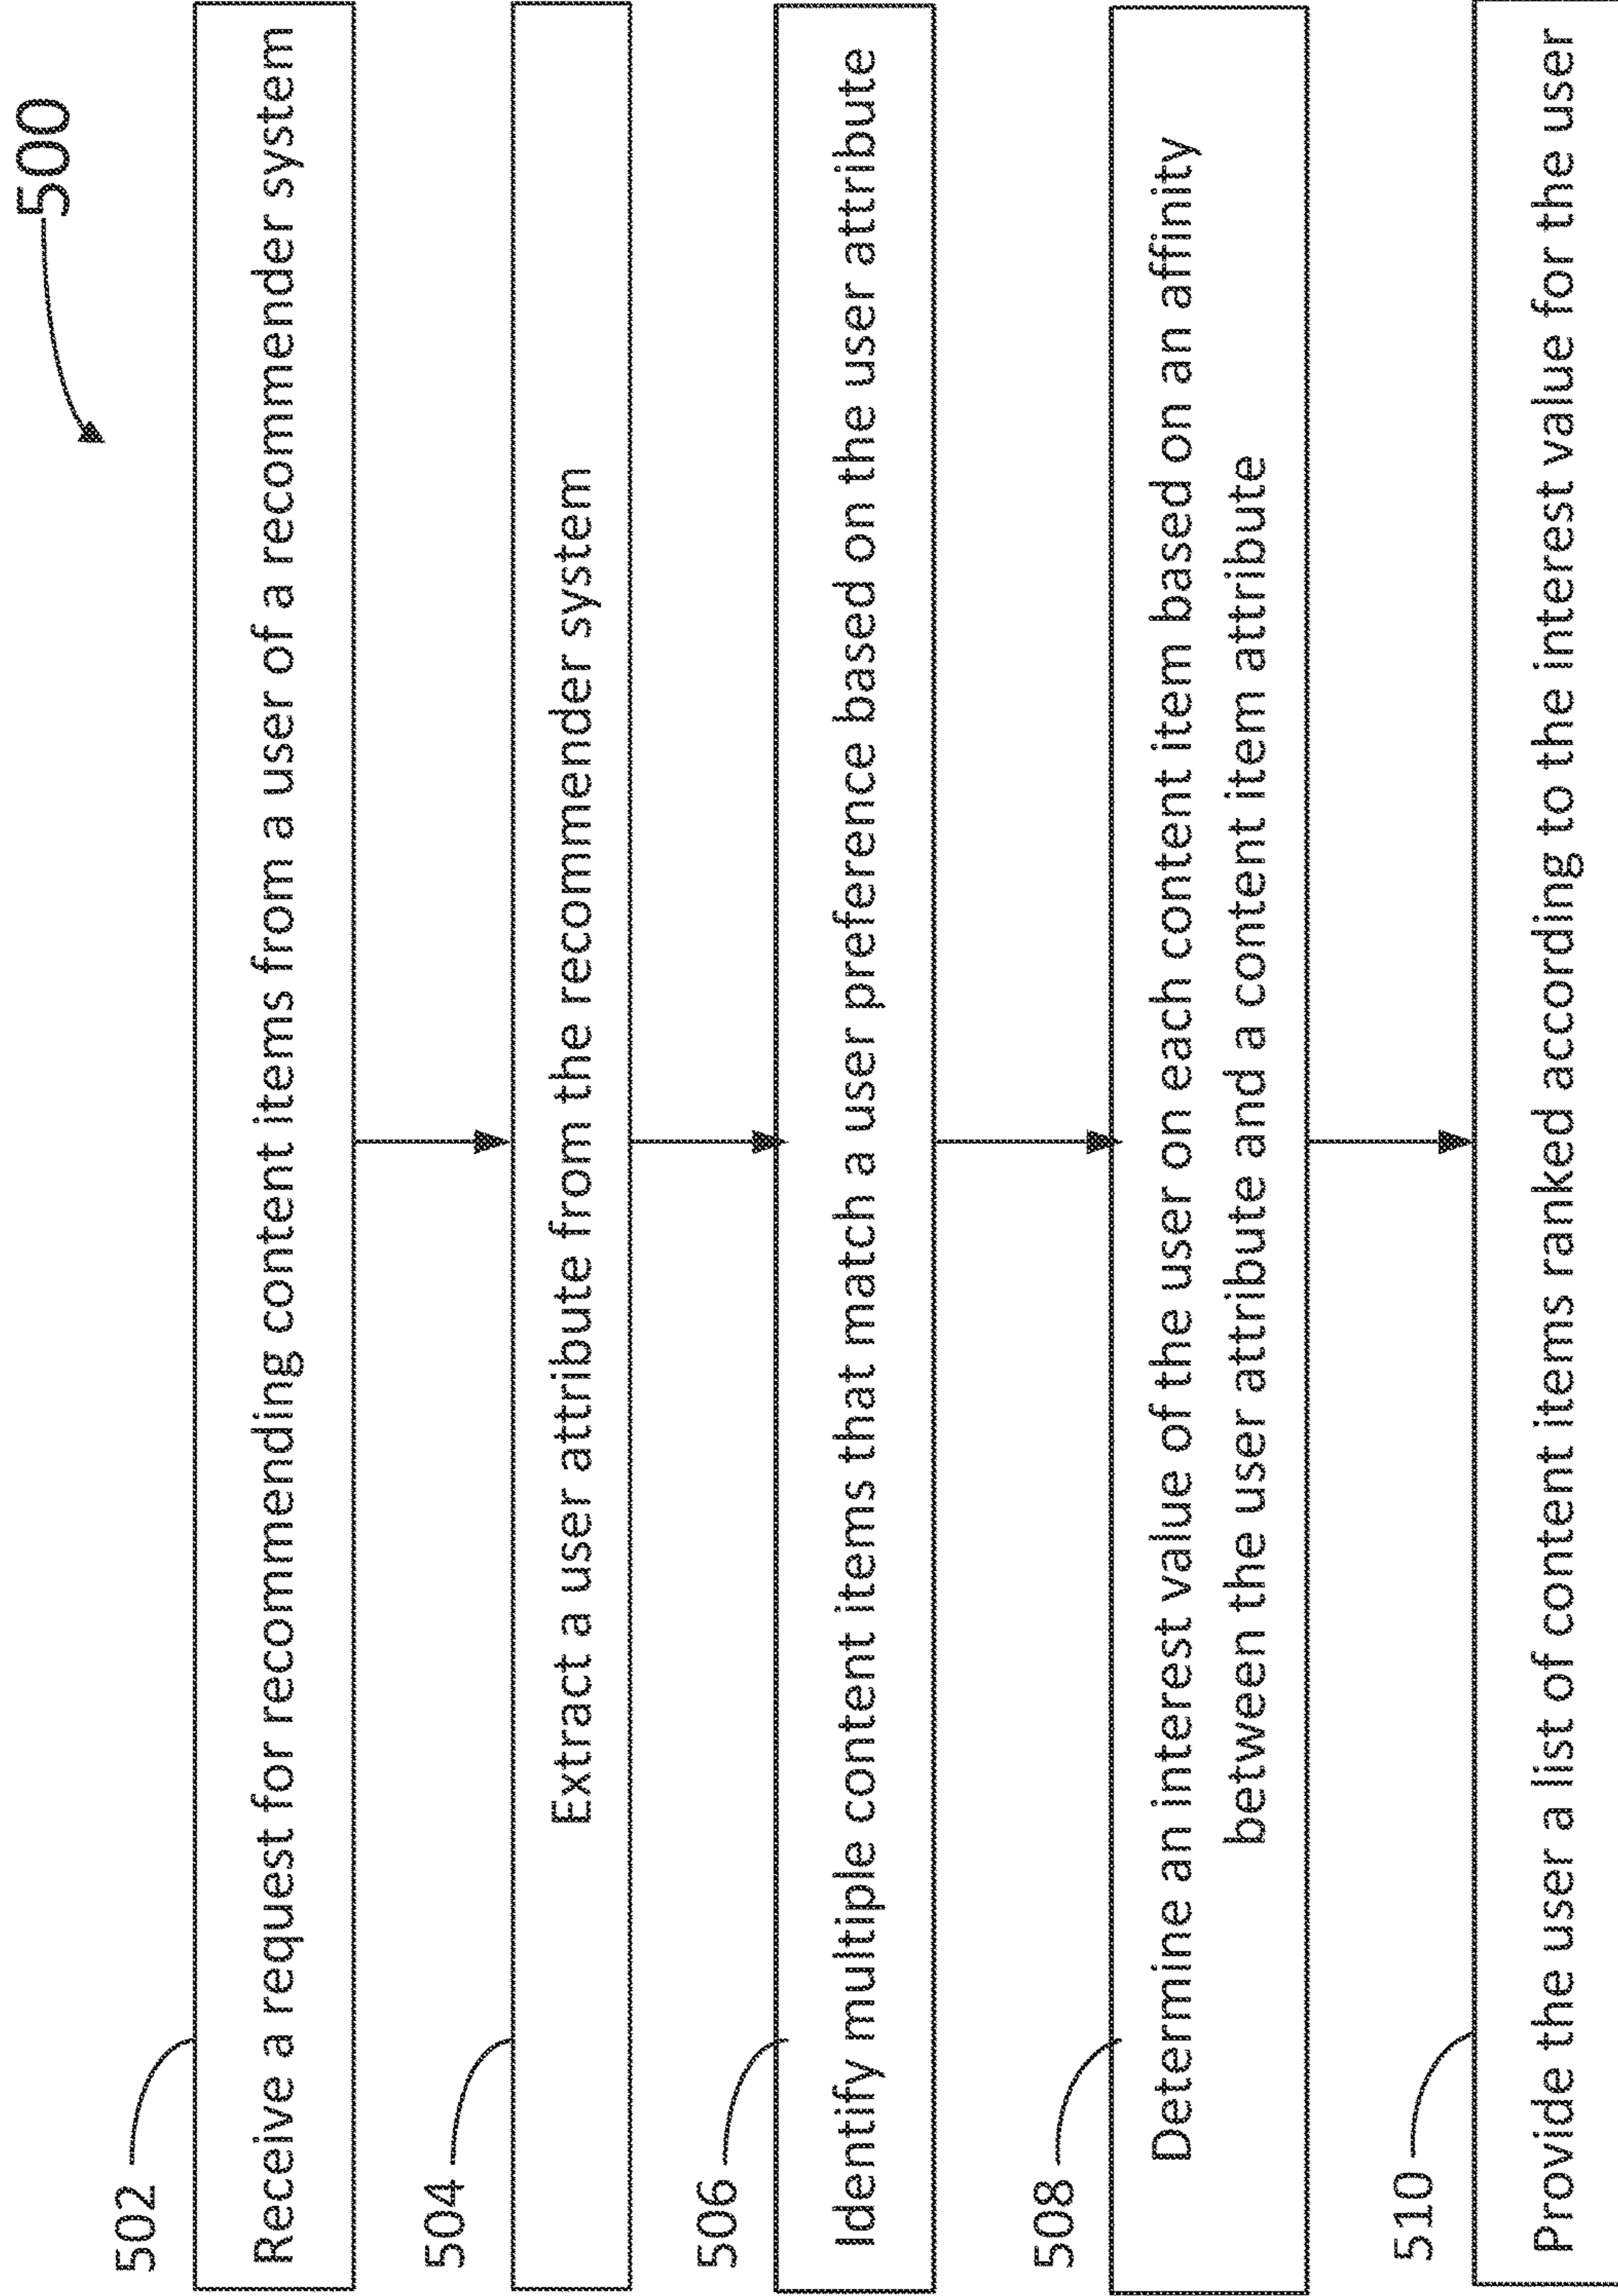 500
502
Receive a request for recommending content items from a user of a recommender system
504
Extract a user attribute from the recommender system
506
Identify multiple content items that match a user preference based on the user attribute
508
Determine an interest value of the user on each content item based on an affinity
between the user attribute and a content item attribute
510
Provide the user a list of content items ranked according to the interest value for the user